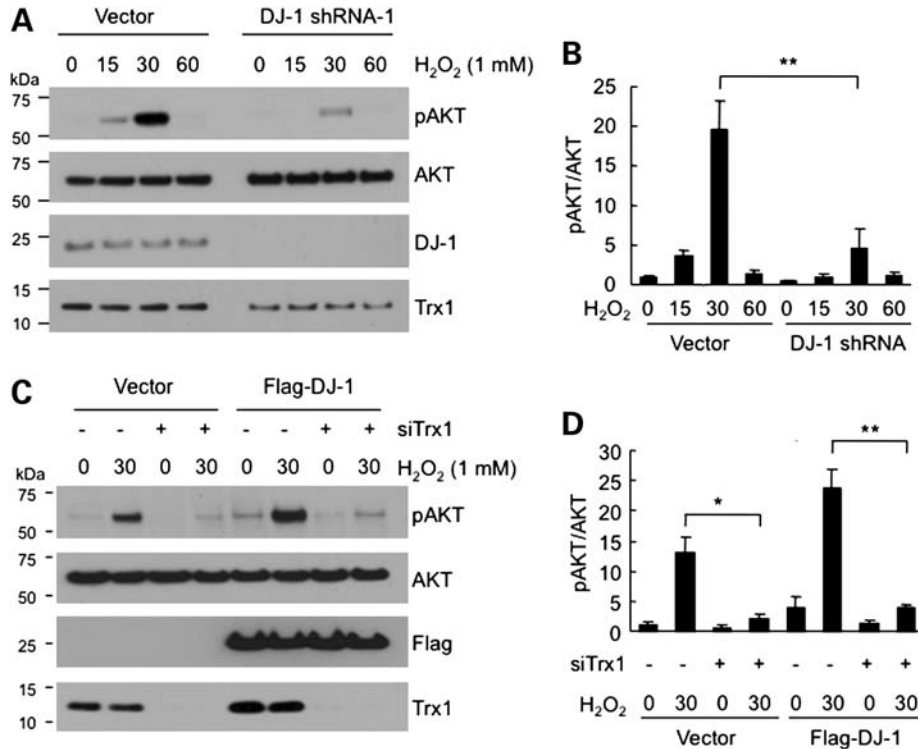 A
Vector DJ-1 shRNA-1
0 15 30 60 0 15 30 60 H2O2 (1 mM)
kDa
75
50
pAKT
75
50
AKT
25
DJ-1
15
10
Trx1
B
**
pAKT/AKT
25
20
15
10
5
0
H2O2 0 15 30 60 0 15 30 60
Vector DJ-1 shRNA
C
Vector Flag-DJ-1
- - + + - - + + siTrx1
0 30 0 30 0 30 0 30 H2O2 (1 mM)
kDa
75
50
pAKT
75
50
AKT
25
Flag
15
10
Trx1
D
**
*
pAKT/AKT
30
25
20
15
10
5
0
siTrx1 - - + + - - + +
H2O2 0 30 0 30 0 30 0 30
Vector Flag-DJ-1